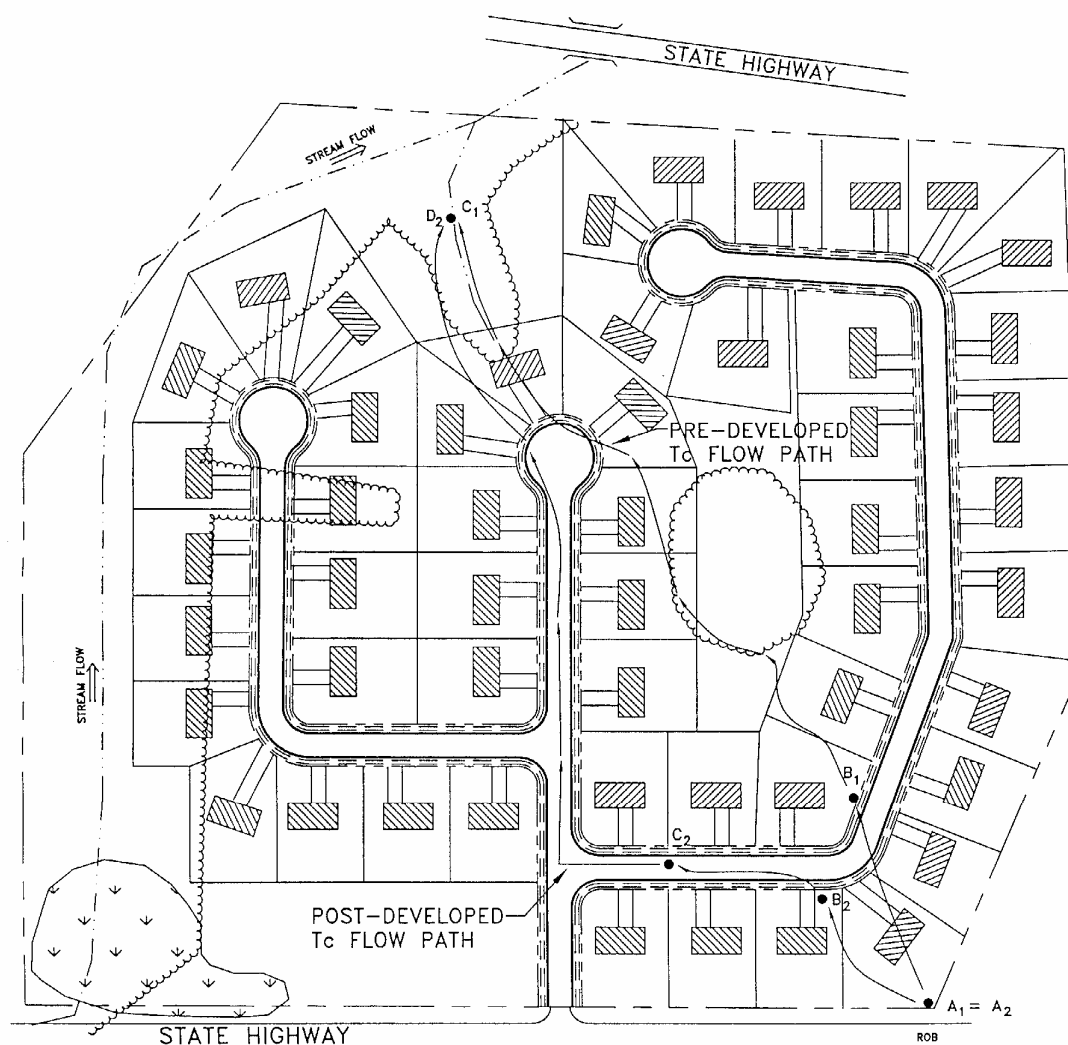 STATE HIGHWAY
STREAM FLOW
D2 C1
PRE-DEVELOPED
Tc FLOW PATH
STREAM FLOW
B1
C2
B2
POST-DEVELOPED
Tc FLOW PATH
A1 = A2
STATE HIGHWAY
ROB